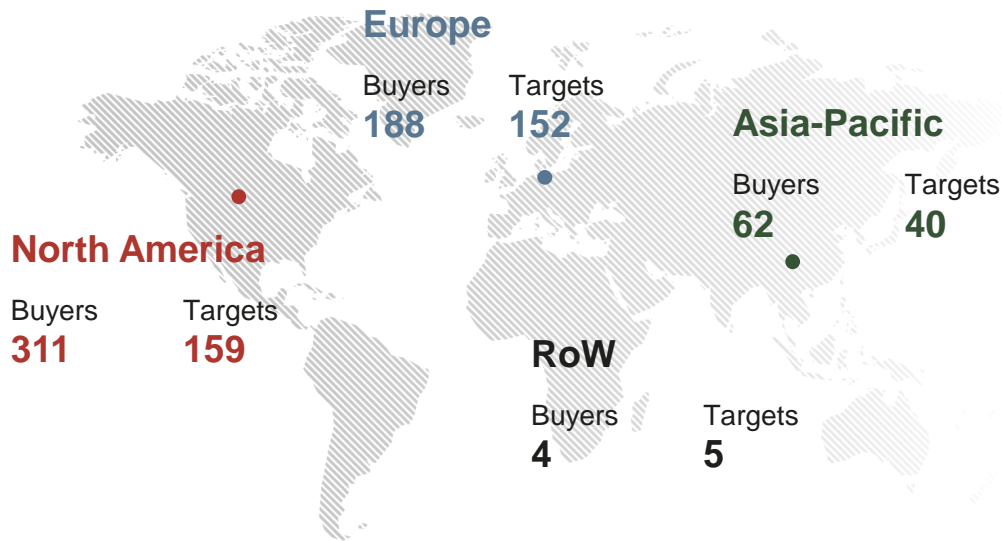 Europe
Buyers Targets
188 152
Asia-Pacific
Buyers Targets
62 40
North America
Buyers Targets
311 159
RoW
Buyers Targets
4 5